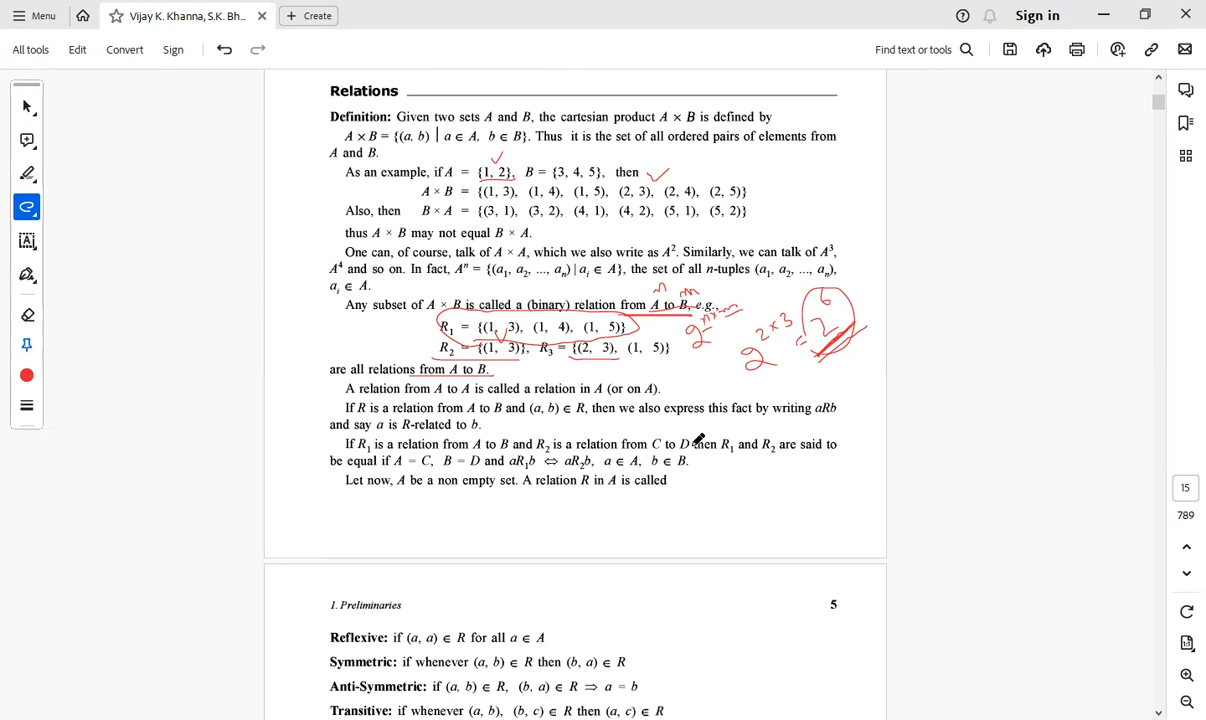 Menu
Vijay K. Khanna, S.K. Bh...
Create
Sign in
All tools Edit Convert Sign
Find text or tools
Relations
Definition: Given two sets A and B, the cartesian product A × B is defined by
A × B = {(a, b) | a ∈ A, b ∈ B}. Thus it is the set of all ordered pairs of elements from
A and B.
As an example, if A = {1, 2}, B = {3, 4, 5}, then
A × B = {(1, 3), (1, 4), (1, 5), (2, 3), (2, 4), (2, 5)}
Also, then B × A = {(3, 1), (3, 2), (4, 1), (4, 2), (5, 1), (5, 2)}
thus A × B may not equal B × A.
One can, of course, talk of A × A, which we also write as A². Similarly, we can talk of A³,
A⁴ and so on. In fact, Aⁿ = {(a₁, a₂, ..., aₙ) | aᵢ ∈ A}, the set of all n-tuples (a₁, a₂, ..., aₙ),
aᵢ ∈ A.
n m
Any subset of A × B is called a (binary) relation from A to B, e.g.,
R₁ = {(1, 3), (1, 4), (1, 5)}
2ⁿˣᵐ 2²ˣ³ = 2⁶
R₂ = {(1, 3)}, R₃ = {(2, 3), (1, 5)}
are all relations from A to B.
A relation from A to A is called a relation in A (or on A).
If R is a relation from A to B and (a, b) ∈ R, then we also express this fact by writing aRb
and say a is R-related to b.
If R₁ is a relation from A to B and R₂ is a relation from C to D then R₁ and R₂ are said to
be equal if A = C, B = D and aR₁b ⇔ aR₂b, a ∈ A, b ∈ B.
Let now, A be a non empty set. A relation R in A is called
15
789
1. Preliminaries 5
Reflexive: if (a, a) ∈ R for all a ∈ A
Symmetric: if whenever (a, b) ∈ R then (b, a) ∈ R
Anti-Symmetric: if (a, b) ∈ R, (b, a) ∈ R ⇒ a = b
Transitive: if whenever (a, b), (b, c) ∈ R then (a, c) ∈ R